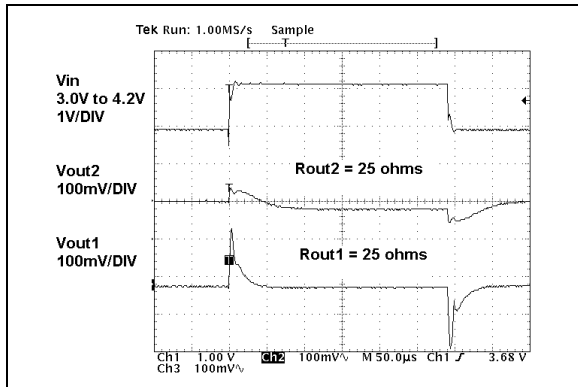 Tek Run: 1.00MS/s Sample
[ T ]
T
Vin
3.0V to 4.2V
1V/DIV
Vout2
100mV/DIV
Rout2 = 25 ohms
T
Vout1
100mV/DIV
Rout1 = 25 ohms
T
Ch1 1.00 V Ch2 100mV∿ M 50.0µs Ch1 ƒ 3.68 V
Ch3 100mV∿